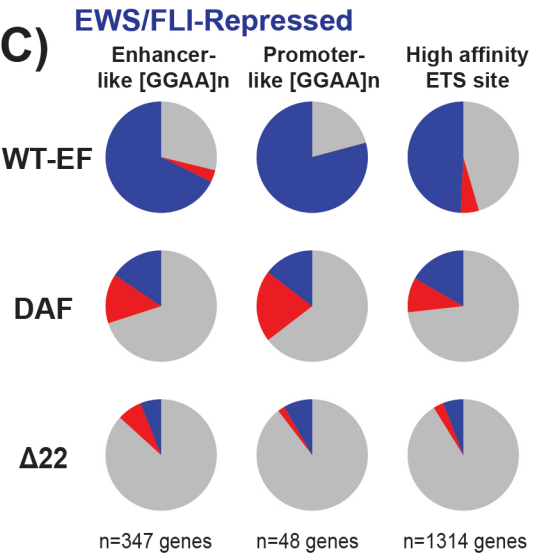 C)
EWS/FLI-Repressed
Enhancer-
like [GGAA]n
Promoter-
like [GGAA]n
High affinity
ETS site
WT-EF
DAF
Δ22
n=347 genes
n=48 genes
n=1314 genes